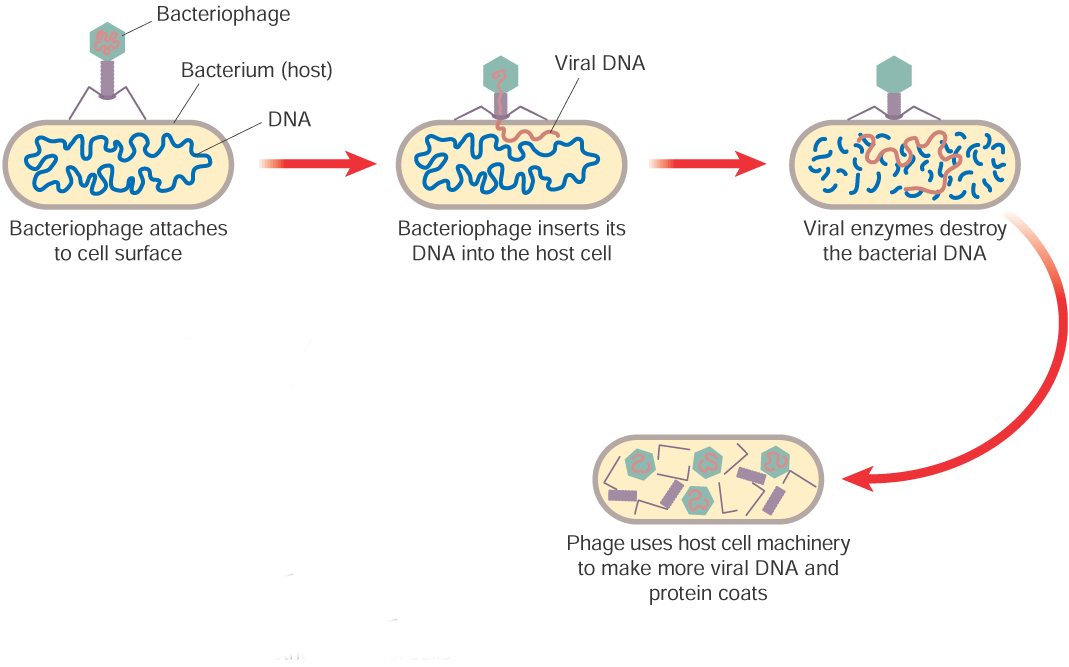 Bacteriophage
Bacterium (host)
DNA
Viral DNA
Bacteriophage attaches
to cell surface
Bacteriophage inserts its
DNA into the host cell
Viral enzymes destroy
the bacterial DNA
Phage uses host cell machinery
to make more viral DNA and
protein coats